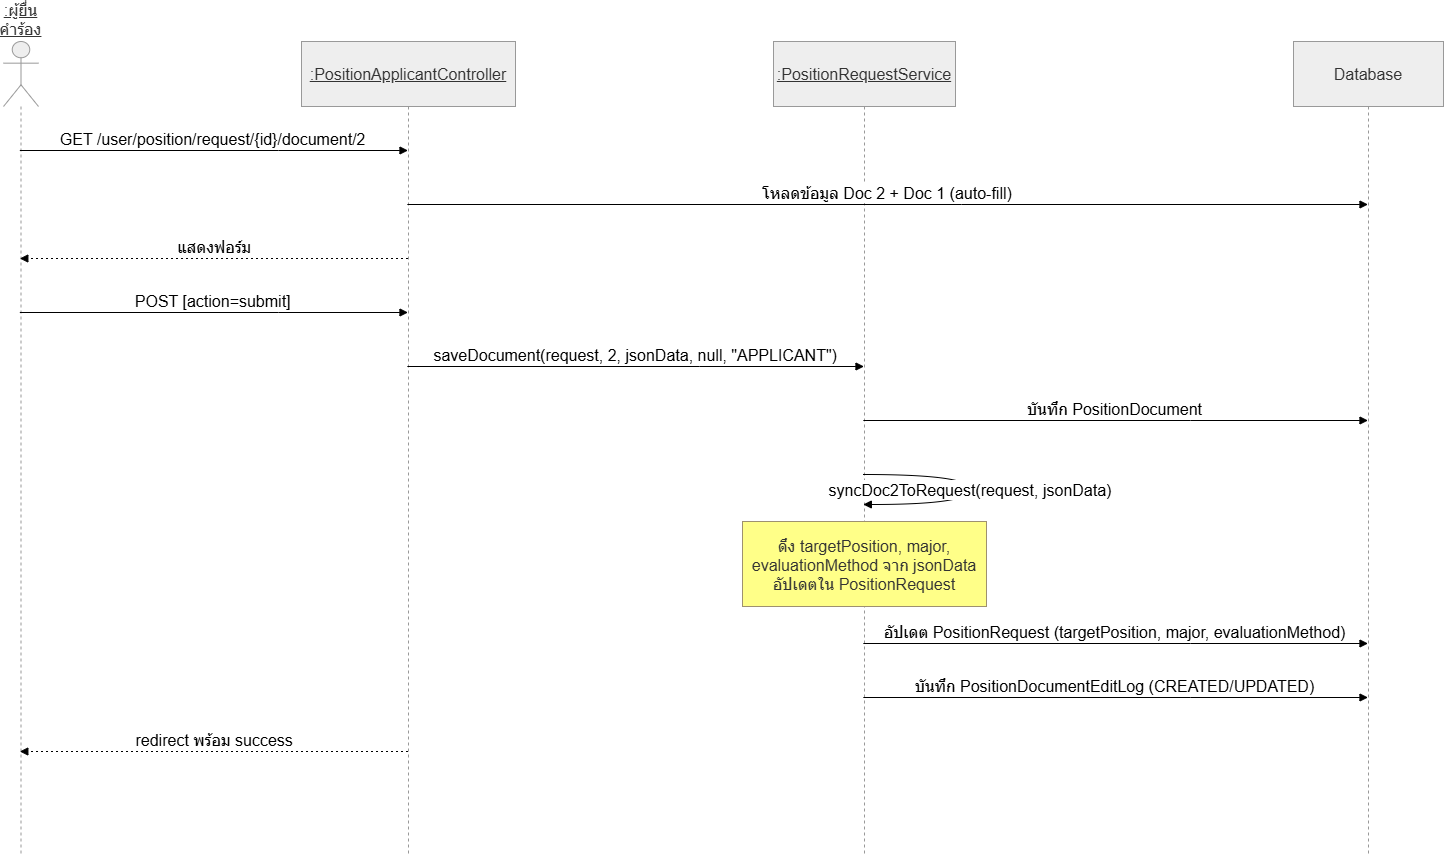 :ผู้ยื่น
คำร้อง
:PositionApplicantController
:PositionRequestService
Database
GET /user/position/request/{id}/document/2
โหลดข้อมูล Doc 2 + Doc 1 (auto-fill)
แสดงฟอร์ม
POST [action=submit]
saveDocument(request, 2, jsonData, null, "APPLICANT")
บันทึก PositionDocument
syncDoc2ToRequest(request, jsonData)
ดึง targetPosition, major,
evaluationMethod จาก jsonData
อัปเดตใน PositionRequest
อัปเดต PositionRequest (targetPosition, major, evaluationMethod)
บันทึก PositionDocumentEditLog (CREATED/UPDATED)
redirect พร้อม success